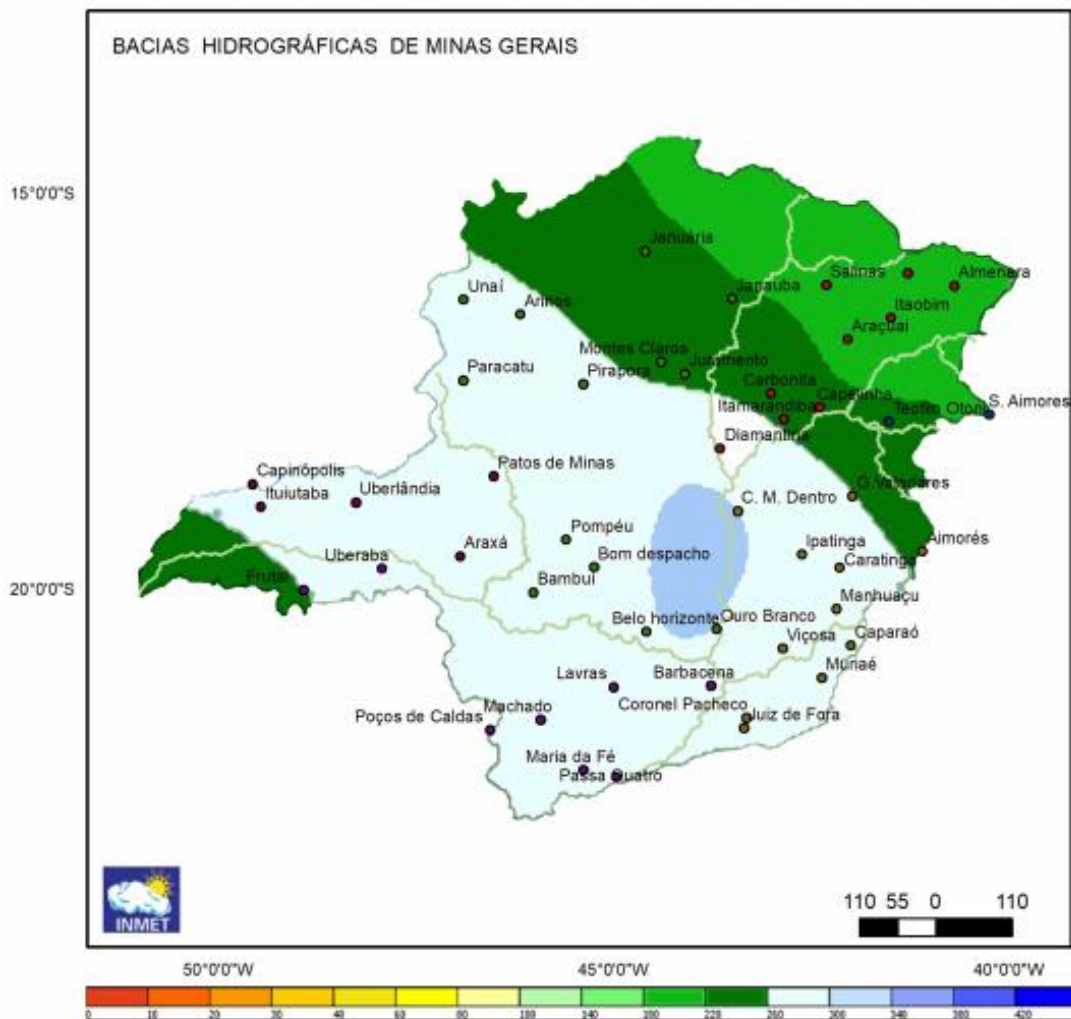 BACIAS HIDROGRÁFICAS DE MINAS GERAIS
15°0'0"S
Januária
Salinas
Almenara
Unaí
Janauba
Arinos
Itaobim
Araçuaí
Montes Claros
Juramento
Paracatu
Pirapora
Carbonita
Capelinha
S. Aimores
Itamarandiba
Teofilo Otoni
Diamantina
Capinópolis
Patos de Minas
Ituiutaba
Uberlândia
G.Valadares
C. M. Dentro
Pompéu
Araxá
Ipatinga
Aimorés
Uberaba
Bom despacho
Caratinga
20°0'0"S
Frutal
Bambuí
Manhuaçu
Belo horizonte
Ouro Branco
Viçosa
Caparaó
Lavras
Barbacena
Muriaé
Machado
Coronel Pacheco
Poços de Caldas
Juiz de Fora
Maria da Fé
Passa Quatro
INMET
110 55 0 110
50°0'0"W 45°0'0"W 40°0'0"W
0 10 20 30 40 60 80 100 140 180 220 260 300 340 380 420